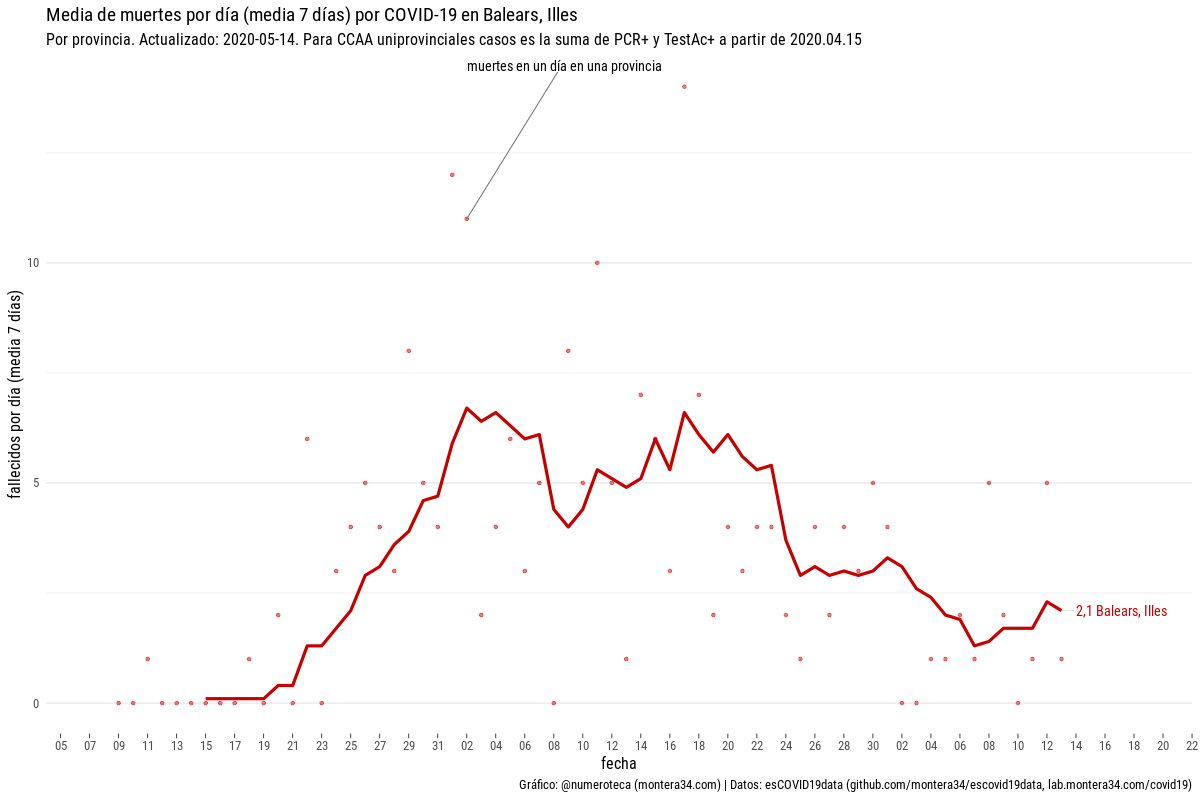 Media de muertes por día (media 7 días) por COVID-19 en Balears, Illes
Por provincia. Actualizado: 2020-05-14. Para CCAA uniprovinciales casos es la suma de PCR+ y TestAc+ a partir de 2020.04.15
muertes en un día en una provincia
fallecidos por día (media 7 días)
10
5
0
2,1 Balears, Illes
05 07 09 11 13 15 17 19 21 23 25 27 29 31 02 04 06 08 10 12 14 16 18 20 22 24 26 28 30 02 04 06 08 10 12 14 16 18 20 22
fecha
Gráfico: @numeroteca (montera34.com) | Datos: esCOVID19data (github.com/montera34/escovid19data, lab.montera34.com/covid19)